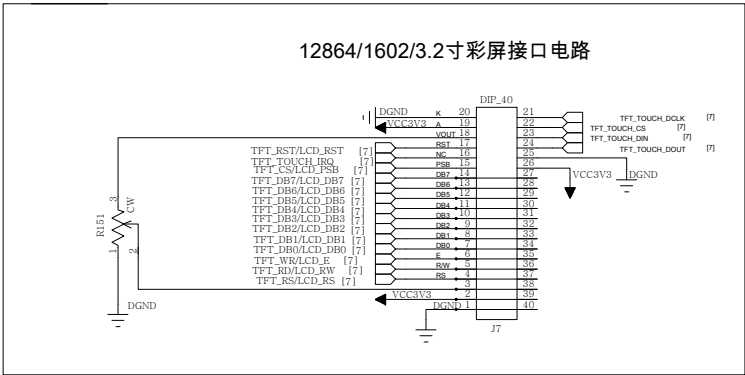 12864/1602/3.2寸彩屏接口电路
DIP_40
DGND K 20 21 TFT_TOUCH_DCLK [7]
VCC3V3 A 19 22 TFT_TOUCH_CS [7]
VOUT 18 23 TFT_TOUCH_DIN [7]
TFT_RST/LCD_RST [7] RST 17 24 TFT_TOUCH_DOUT [7]
TFT_TOUCH_IRQ [7] NC 16 25 DGND
TFT_CS/LCD_PSB [7] PSB 15 26 VCC3V3
TFT_DB7/LCD_DB7 [7] DB7 14 27
TFT_DB6/LCD_DB6 [7] DB6 13 28
TFT_DB5/LCD_DB5 [7] DB5 12 29
TFT_DB4/LCD_DB4 [7] DB4 11 30
TFT_DB3/LCD_DB3 [7] DB3 10 31
TFT_DB2/LCD_DB2 [7] DB2 9 32
TFT_DB1/LCD_DB1 [7] DB1 8 33
TFT_DB0/LCD_DB0 [7] DB0 7 34
TFT_WR/LCD_E [7] E 6 35
TFT_RD/LCD_RW [7] R/W 5 36
TFT_RS/LCD_RS [7] RS 4 37
3 38
VCC3V3 2 39
DGND 1 40
J7
R151
3
CW
1 2
DGND